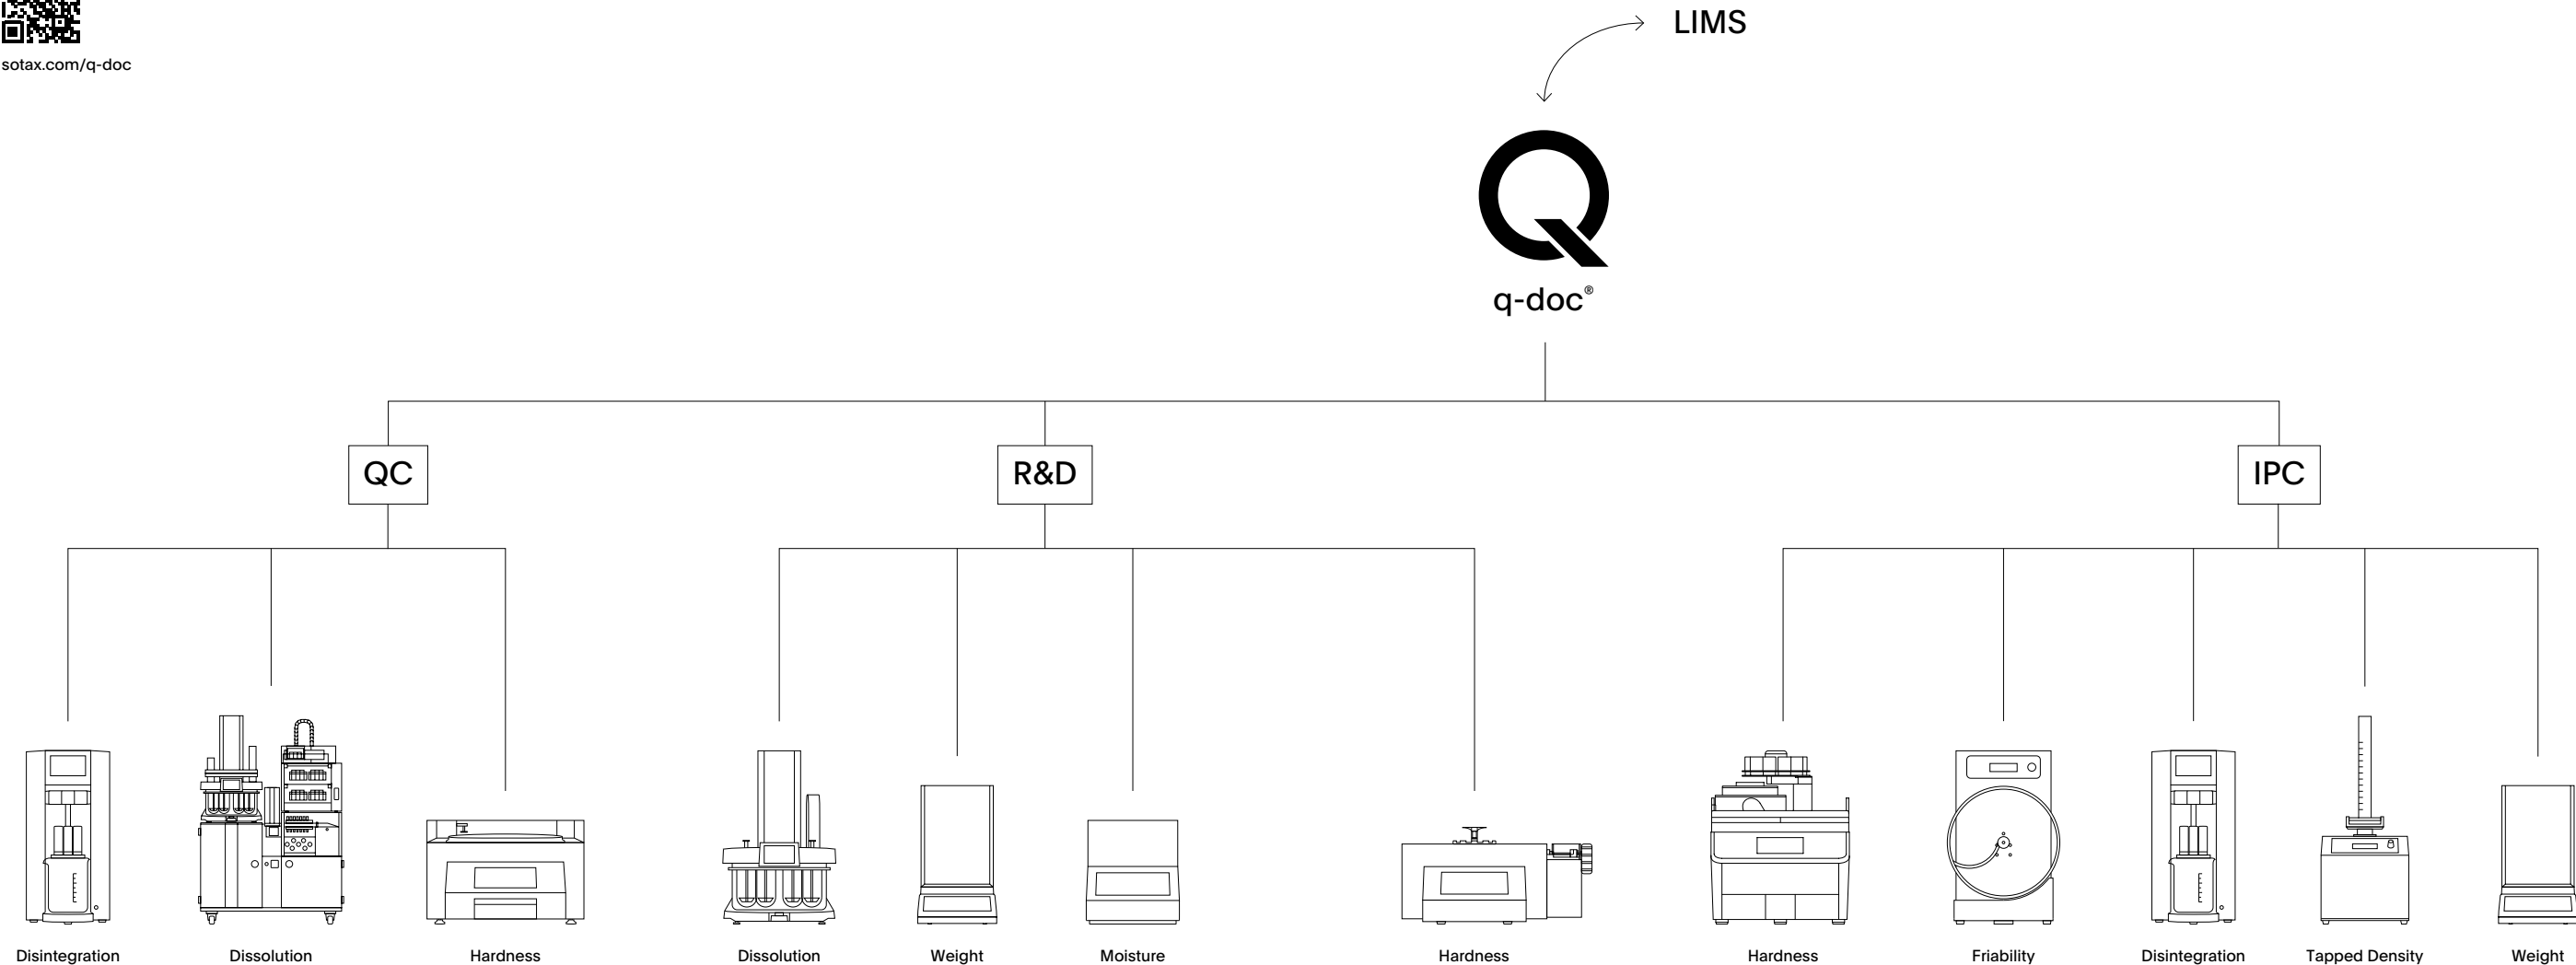 sotax.com/q-doc
LIMS
q-doc®
QC
R&D
IPC
Disintegration
Dissolution
Hardness
Dissolution
Weight
Moisture
Hardness
Hardness
Friability
Disintegration
Tapped Density
Weight